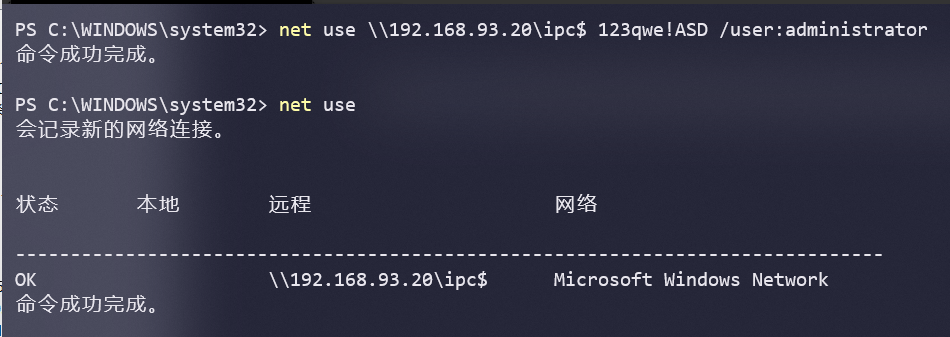 PS C:\WINDOWS\system32> net use \\192.168.93.20\ipc$ 123qwe!ASD /user:administrator
命令成功完成。
PS C:\WINDOWS\system32> net use
会记录新的网络连接。
状态 本地 远程 网络
-------------------------------------------------------------------------------
OK \\192.168.93.20\ipc$ Microsoft Windows Network
命令成功完成。